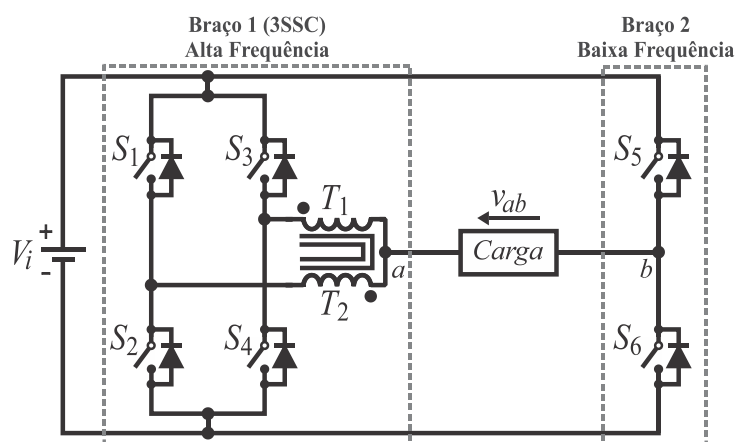 Braço 1 (3SSC)
Alta Frequência
Braço 2
Baixa Frequência
S1
S3
S5
T1
vab
+
Vi
-
Carga
a
b
T2
S2
S4
S6